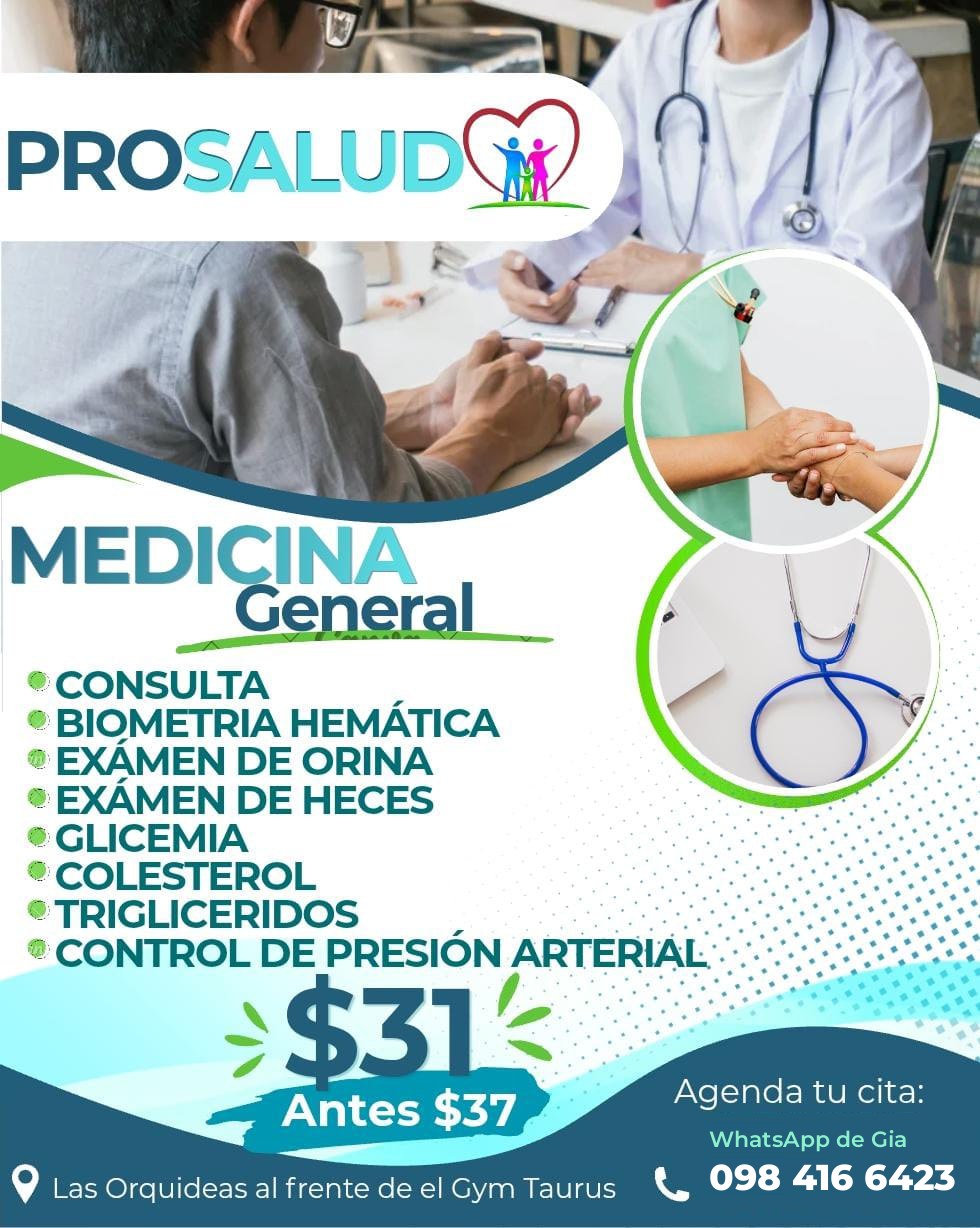 PROSALUD
MEDICINA
General
CONSULTA
BIOMETRIA HEMÁTICA
EXÁMEN DE ORINA
EXÁMEN DE HECES
GLICEMIA
COLESTEROL
TRIGLICERIDOS
CONTROL DE PRESIÓN ARTERIAL
$31
Antes $37
Agenda tu cita:
WhatsApp de Gia
098 416 6423
Las Orquideas al frente de el Gym Taurus